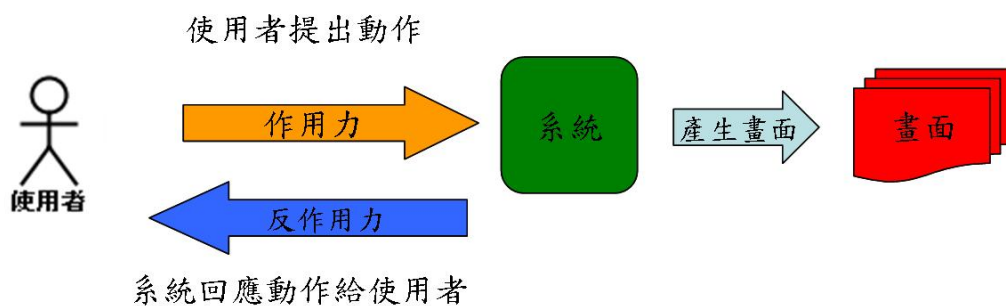 使用者提出動作
作用力
系統
產生畫面
畫面
使用者
反作用力
系統回應動作給使用者